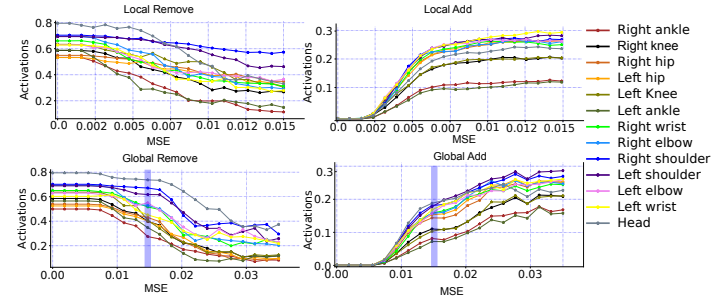 Local Remove
Activations
0.8
0.6
0.4
0.2
0.0 0.002 0.005 0.007 0.01 0.011 0.015
MSE
Local Add
Activations
0.3
0.2
0.1
0.0 0.002 0.005 0.007 0.01 0.011 0.015
MSE
Global Remove
Activations
0.8
0.6
0.4
0.2
0.00 0.01 0.02 0.03
MSE
Global Add
Activations
0.3
0.2
0.1
0.0
0.00 0.01 0.02 0.03
MSE
Right ankle
Right knee
Right hip
Left hip
Left Knee
Left ankle
Right wrist
Right elbow
Right shoulder
Left shoulder
Left elbow
Left wrist
Head